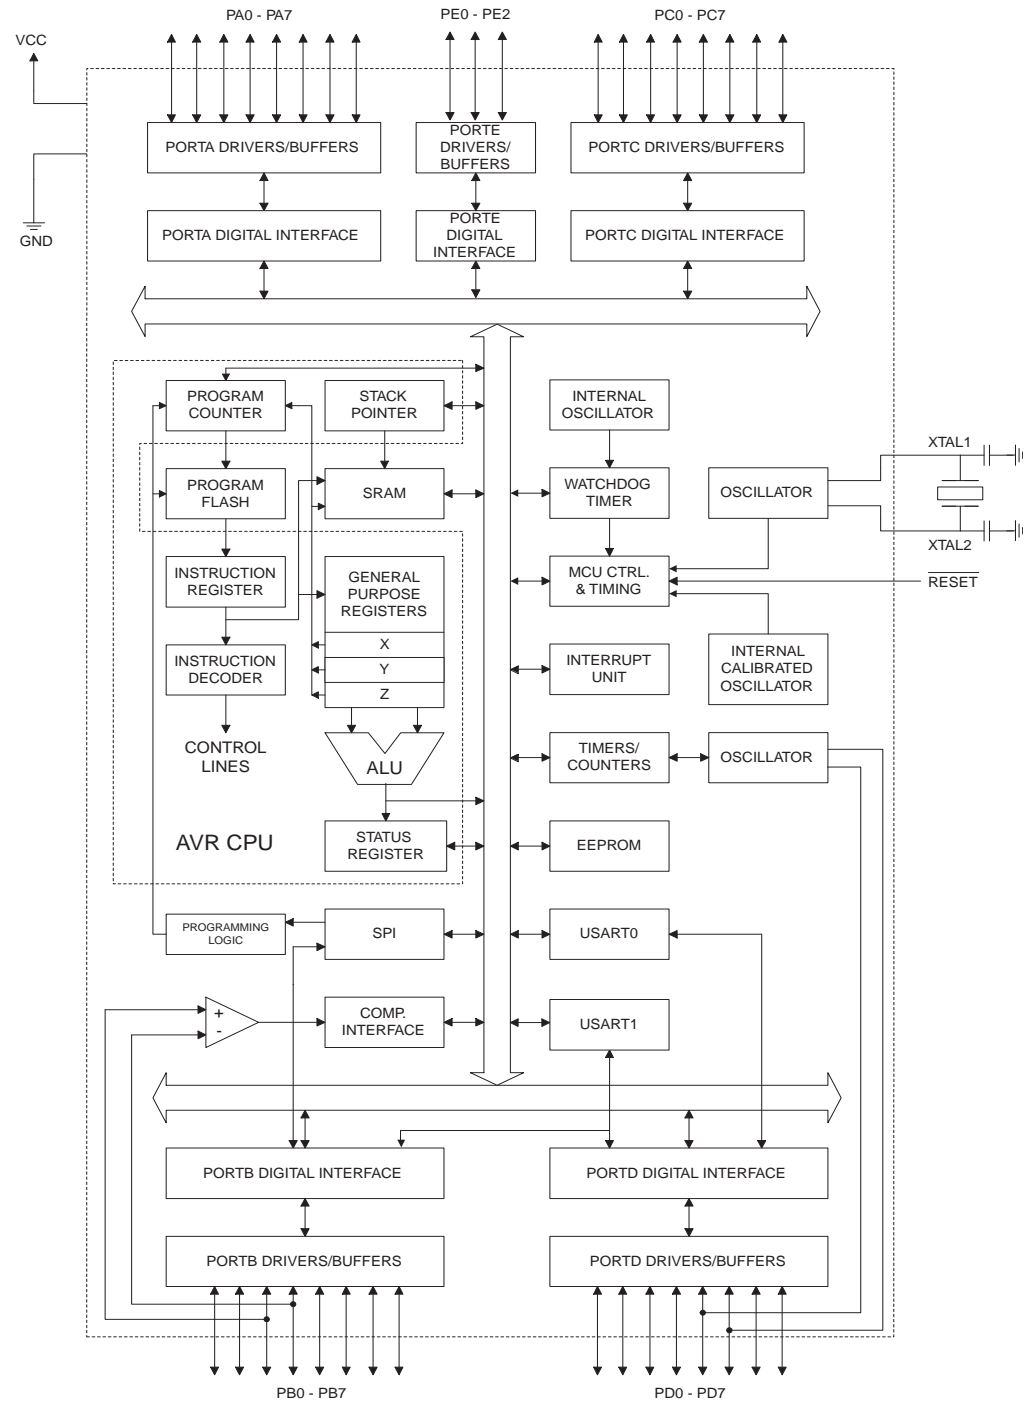 PA0 - PA7
PE0 - PE2
PC0 - PC7
VCC
PORTA DRIVERS/BUFFERS
PORTE
DRIVERS/
BUFFERS
PORTC DRIVERS/BUFFERS
GND
PORTA DIGITAL INTERFACE
PORTE
DIGITAL
INTERFACE
PORTC DIGITAL INTERFACE
PROGRAM
COUNTER
STACK
POINTER
INTERNAL
OSCILLATOR
XTAL1
PROGRAM
FLASH
SRAM
WATCHDOG
TIMER
OSCILLATOR
XTAL2
INSTRUCTION
REGISTER
GENERAL
PURPOSE
REGISTERS
MCU CTRL.
& TIMING
RESET
X
Y
Z
INSTRUCTION
DECODER
INTERRUPT
UNIT
INTERNAL
CALIBRATED
OSCILLATOR
CONTROL
LINES
ALU
TIMERS/
COUNTERS
OSCILLATOR
AVR CPU
STATUS
REGISTER
EEPROM
PROGRAMMING
LOGIC
SPI
USART0
+
-
COMP.
INTERFACE
USART1
PORTB DIGITAL INTERFACE
PORTD DIGITAL INTERFACE
PORTB DRIVERS/BUFFERS
PORTD DRIVERS/BUFFERS
PB0 - PB7
PD0 - PD7